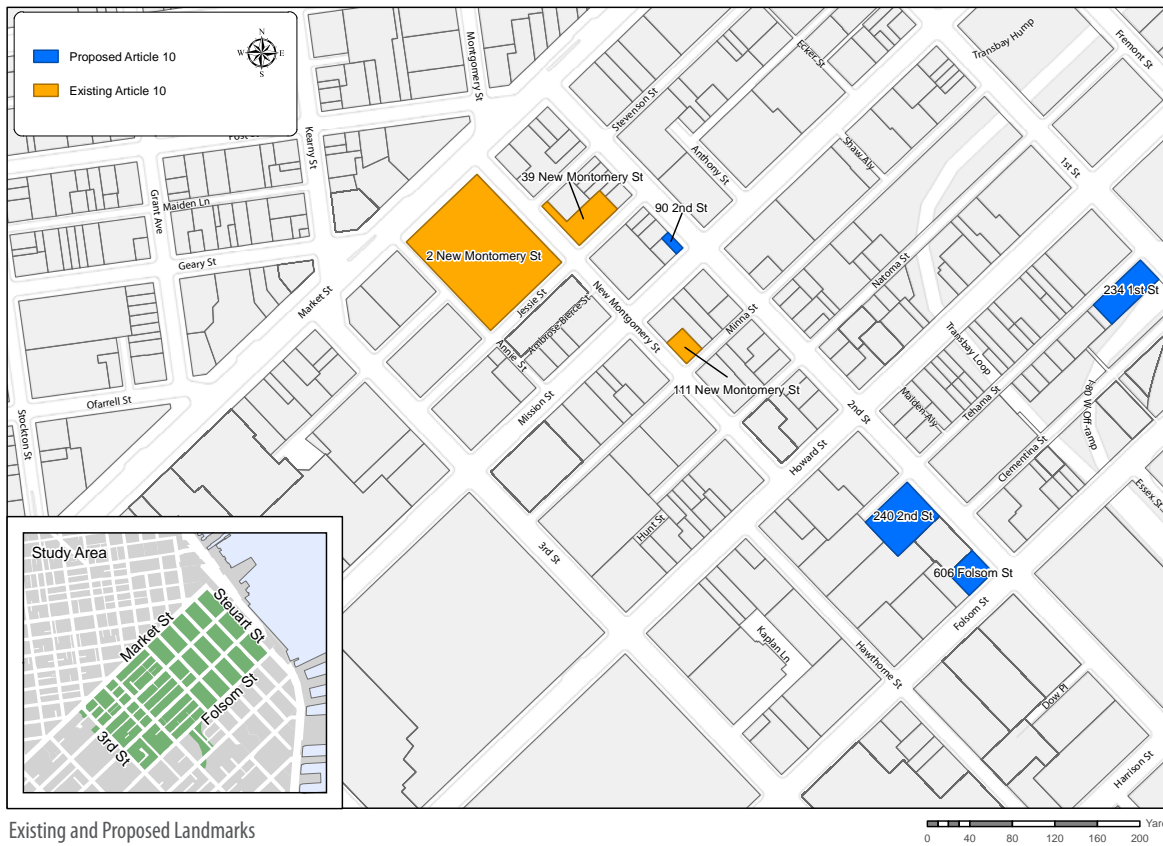 N
W E
S
Proposed Article 10
Existing Article 10
Montgomery St
Kearny St
Grant Ave
Maiden Ln
Geary St
Market St
Ofarrell St
Stockton St
Ecker St
Stevenson St
Anthony St
Shaw Aly
Transbay Hump
Fremont St
1st St
39 New Montomery St
90 2nd St
2 New Montomery St
Jessie St
Ambrose Bierce St
Annie St
New Montgomery St
Minna St
Natoma St
234 1st St
111 New Montomery St
Mission St
Transbay Loop
2nd St
Malden Aly
Tehama St
I-80 W Off-ramp
Howard St
Clementina St
Essex St
Hunt St
3rd St
240 2nd St
606 Folsom St
Folsom St
Kaplan Ln
Hawthorne St
Dow Pl
Harrison St
Study Area
Market St
Steuart St
Folsom St
3rd St
Existing and Proposed Landmarks
0 40 80 120 160 200